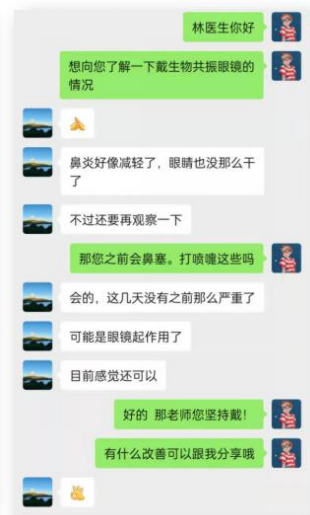 林医生你好
想向您了解一下戴生物共振眼镜的
情况
鼻炎好像减轻了，眼睛也没那么干
了
不过还要再观察一下
那您之前会鼻塞。打喷嚏这些吗
会的，这几天没有之前那么严重了
可能是眼镜起作用了
目前感觉还可以
好的 那老师您坚持戴！
有什么改善可以跟我分享哦